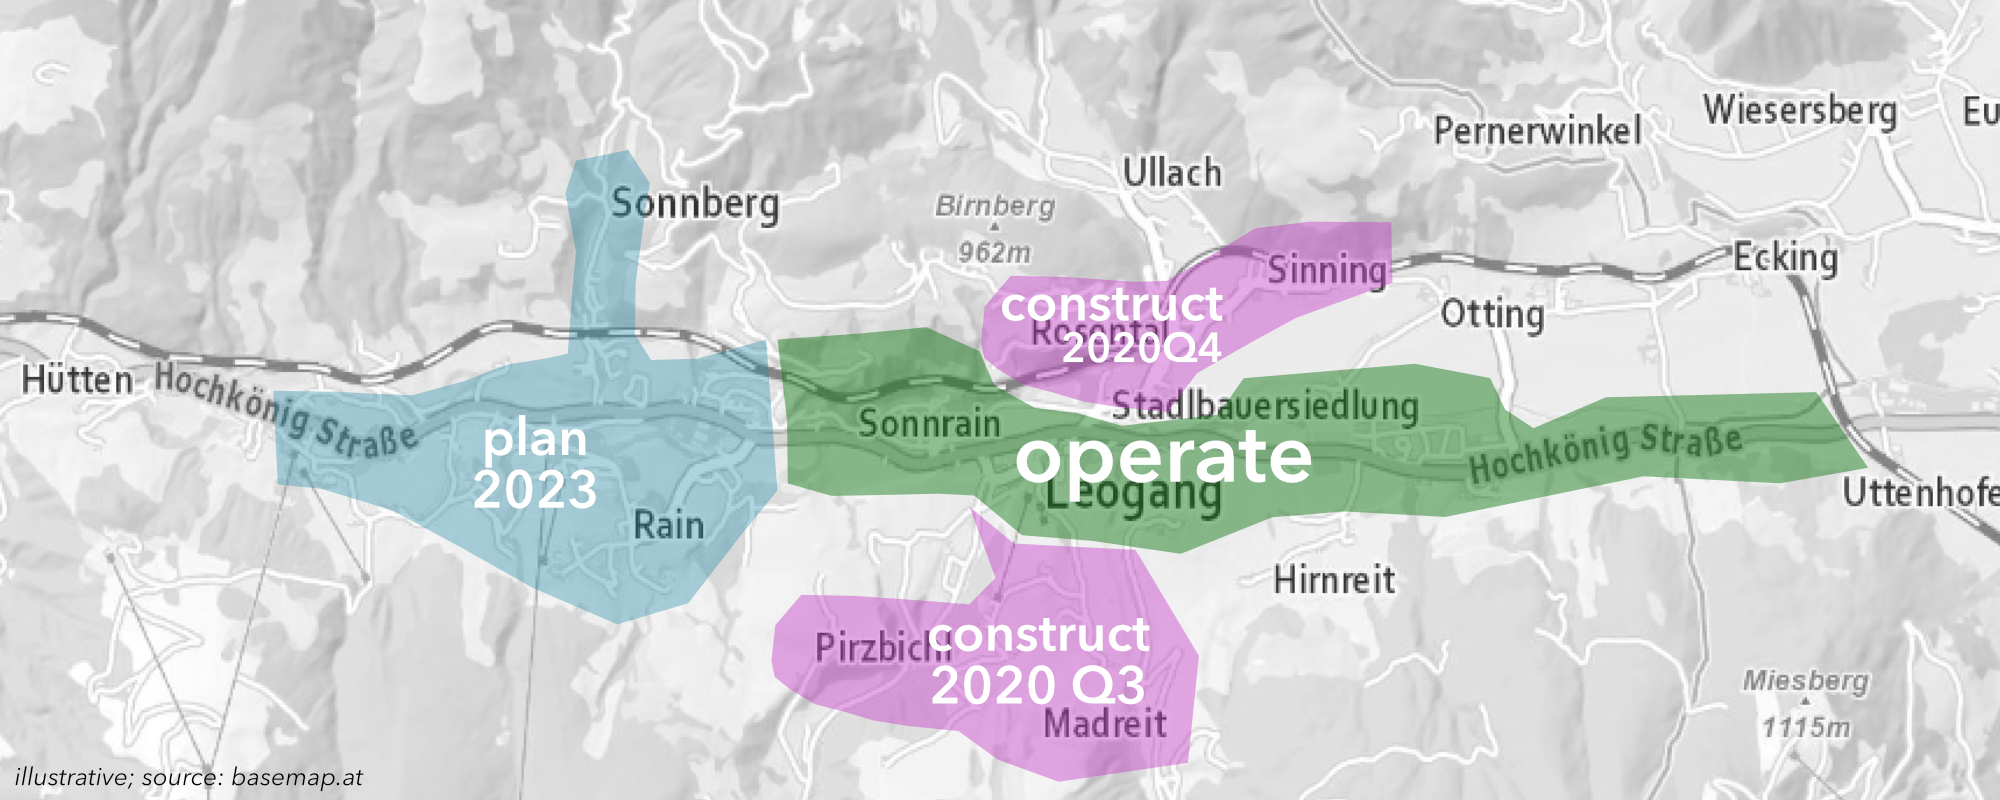 Wiesersberg
Eu
Pernerwinkel
Ullach
Sonnberg
Birnberg
962m
Sinning
Ecking
construct
Rosental
2020Q4
Otting
Hütten
Hochkönig Straße
Stadlbauersiedlung
Sonnrain
plan
2023
operate
Hochkönig Straße
Leogang
Uttenhofe
Rain
Hirnreit
construct
Pirzbichl
2020 Q3
Madreit
Miesberg
1115m
illustrative; source: basemap.at